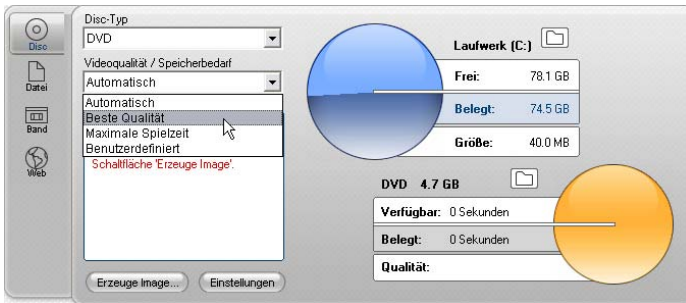 Disc
Datei
Band
Web
Disc-Typ
DVD
Videoqualität / Speicherbedarf
Automatisch
Automatisch
Beste Qualität
Maximale Spielzeit
Benutzerdefiniert
Schaltfläche 'Erzeuge Image'.
Erzeuge Image...
Einstellungen
Laufwerk (C:)
Frei: 78.1 GB
Belegt: 74.5 GB
Größe: 40.0 MB
DVD 4.7 GB
Verfügbar: 0 Sekunden
Belegt: 0 Sekunden
Qualität: